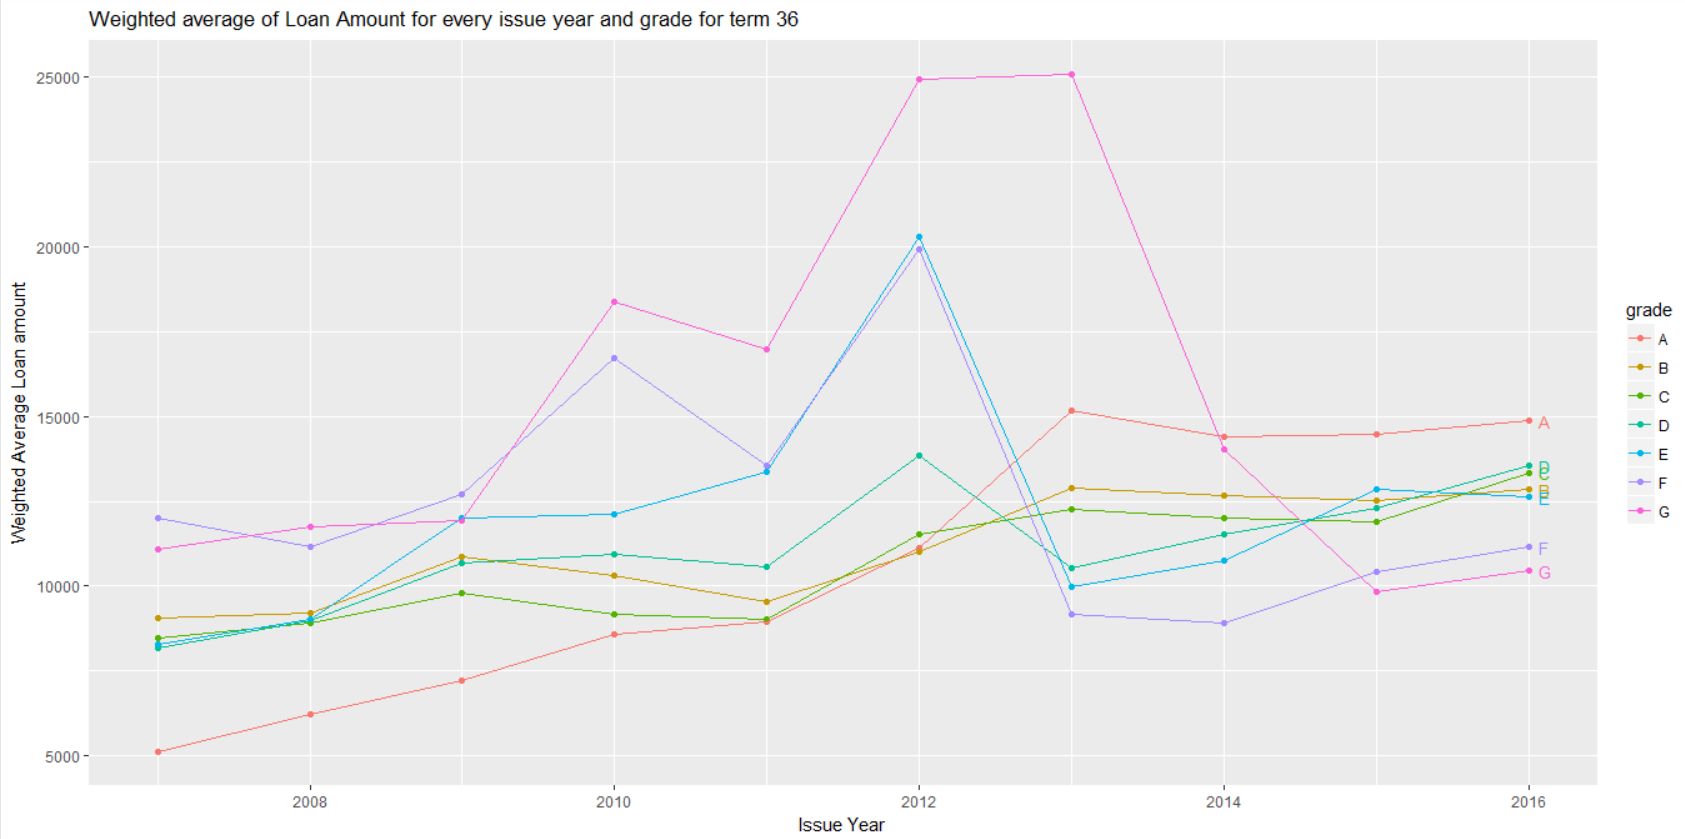 Weighted average of Loan Amount for every issue year and grade for term 36
Weighted Average Loan amount
25000
20000
15000
10000
5000
A
D
C
B
E
F
G
2008
2010
2012
2014
2016
Issue Year
grade
A
B
C
D
E
F
G